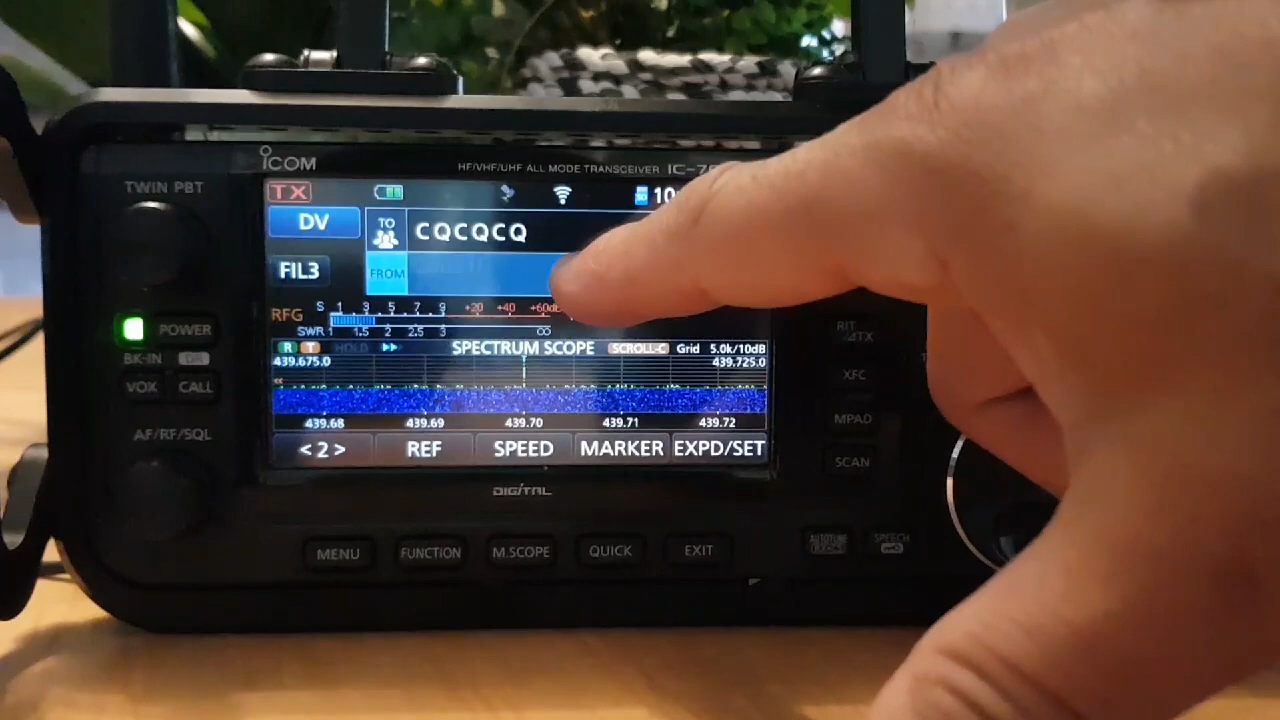 ICOM
HF/VHF/UHF ALL MODE TRANSCEIVER IC-7
TWIN PBT
TX
10
DV
TO
CQCQCQ
FIL3
FROM
RFG
S 1 3 5 7 9 +20 +40 +60dB
SWR 1 1.5 2 2.5 3 ∞
POWER
R T HOLD SPECTRUM SCOPE SCROLL-C Grid 5.0k/10dB
439.675.0 439.725.0
BK-IN
VOX CALL
439.68 439.69 439.70 439.71 439.72
AF/RF/SQL
<2> REF SPEED MARKER EXPD/SET
RIT
XFC
MPAD
SCAN
DIGITAL
MENU FUNCTION M.SCOPE QUICK EXIT
AUTOTUNE
SPEECH